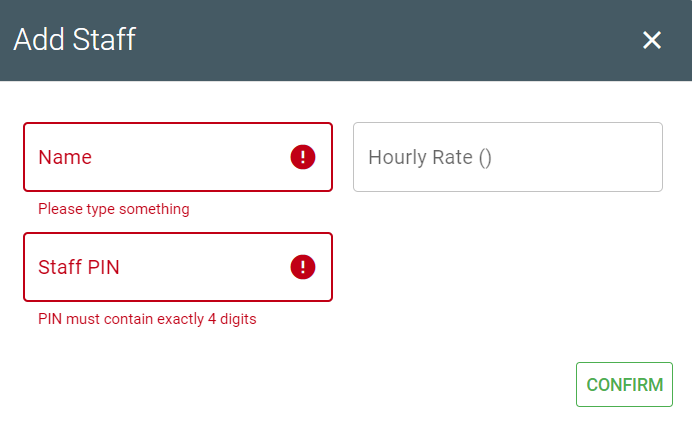 Add Staff
Name
Hourly Rate ()
Please type something
Staff PIN
PIN must contain exactly 4 digits
CONFIRM